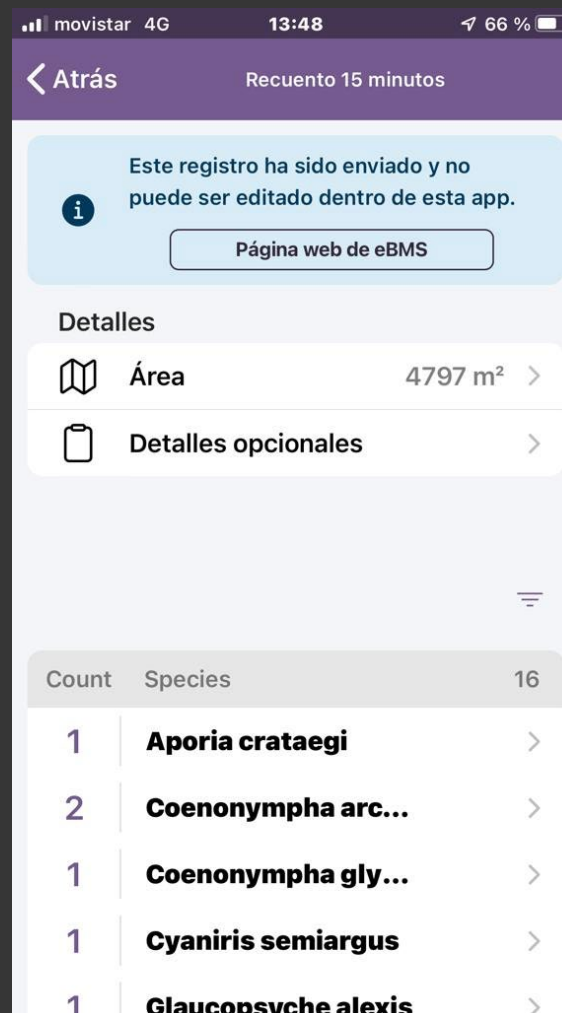 movistar 4G 13:48 66 %
Atrás Recuento 15 minutos
Este registro ha sido enviado y no
puede ser editado dentro de esta app.
Página web de eBMS
Detalles
Área 4797 m²
Detalles opcionales
Count Species 16
1 Aporia crataegi
2 Coenonympha arc...
1 Coenonympha gly...
1 Cyaniris semiargus
1 Glaucopsyche alexis